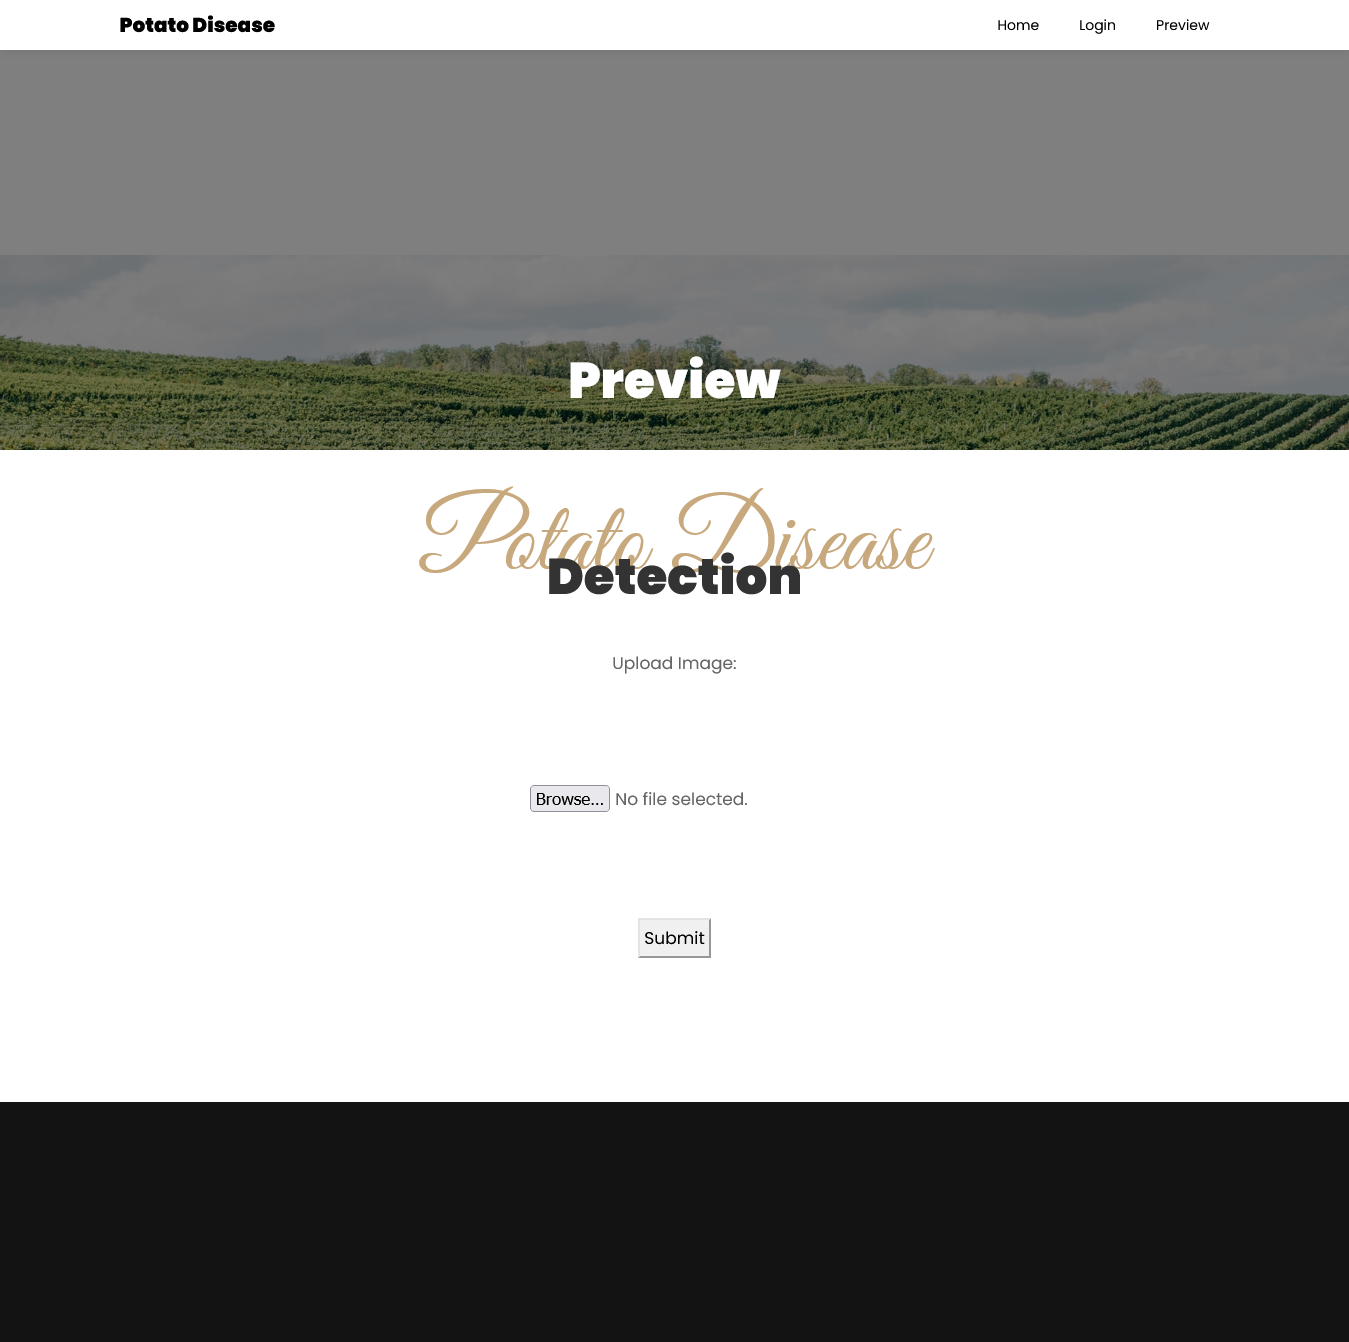 Potato Disease
Home Login Preview
Preview
Potato Disease
Detection
Upload Image:
Browse... No file selected.
Submit